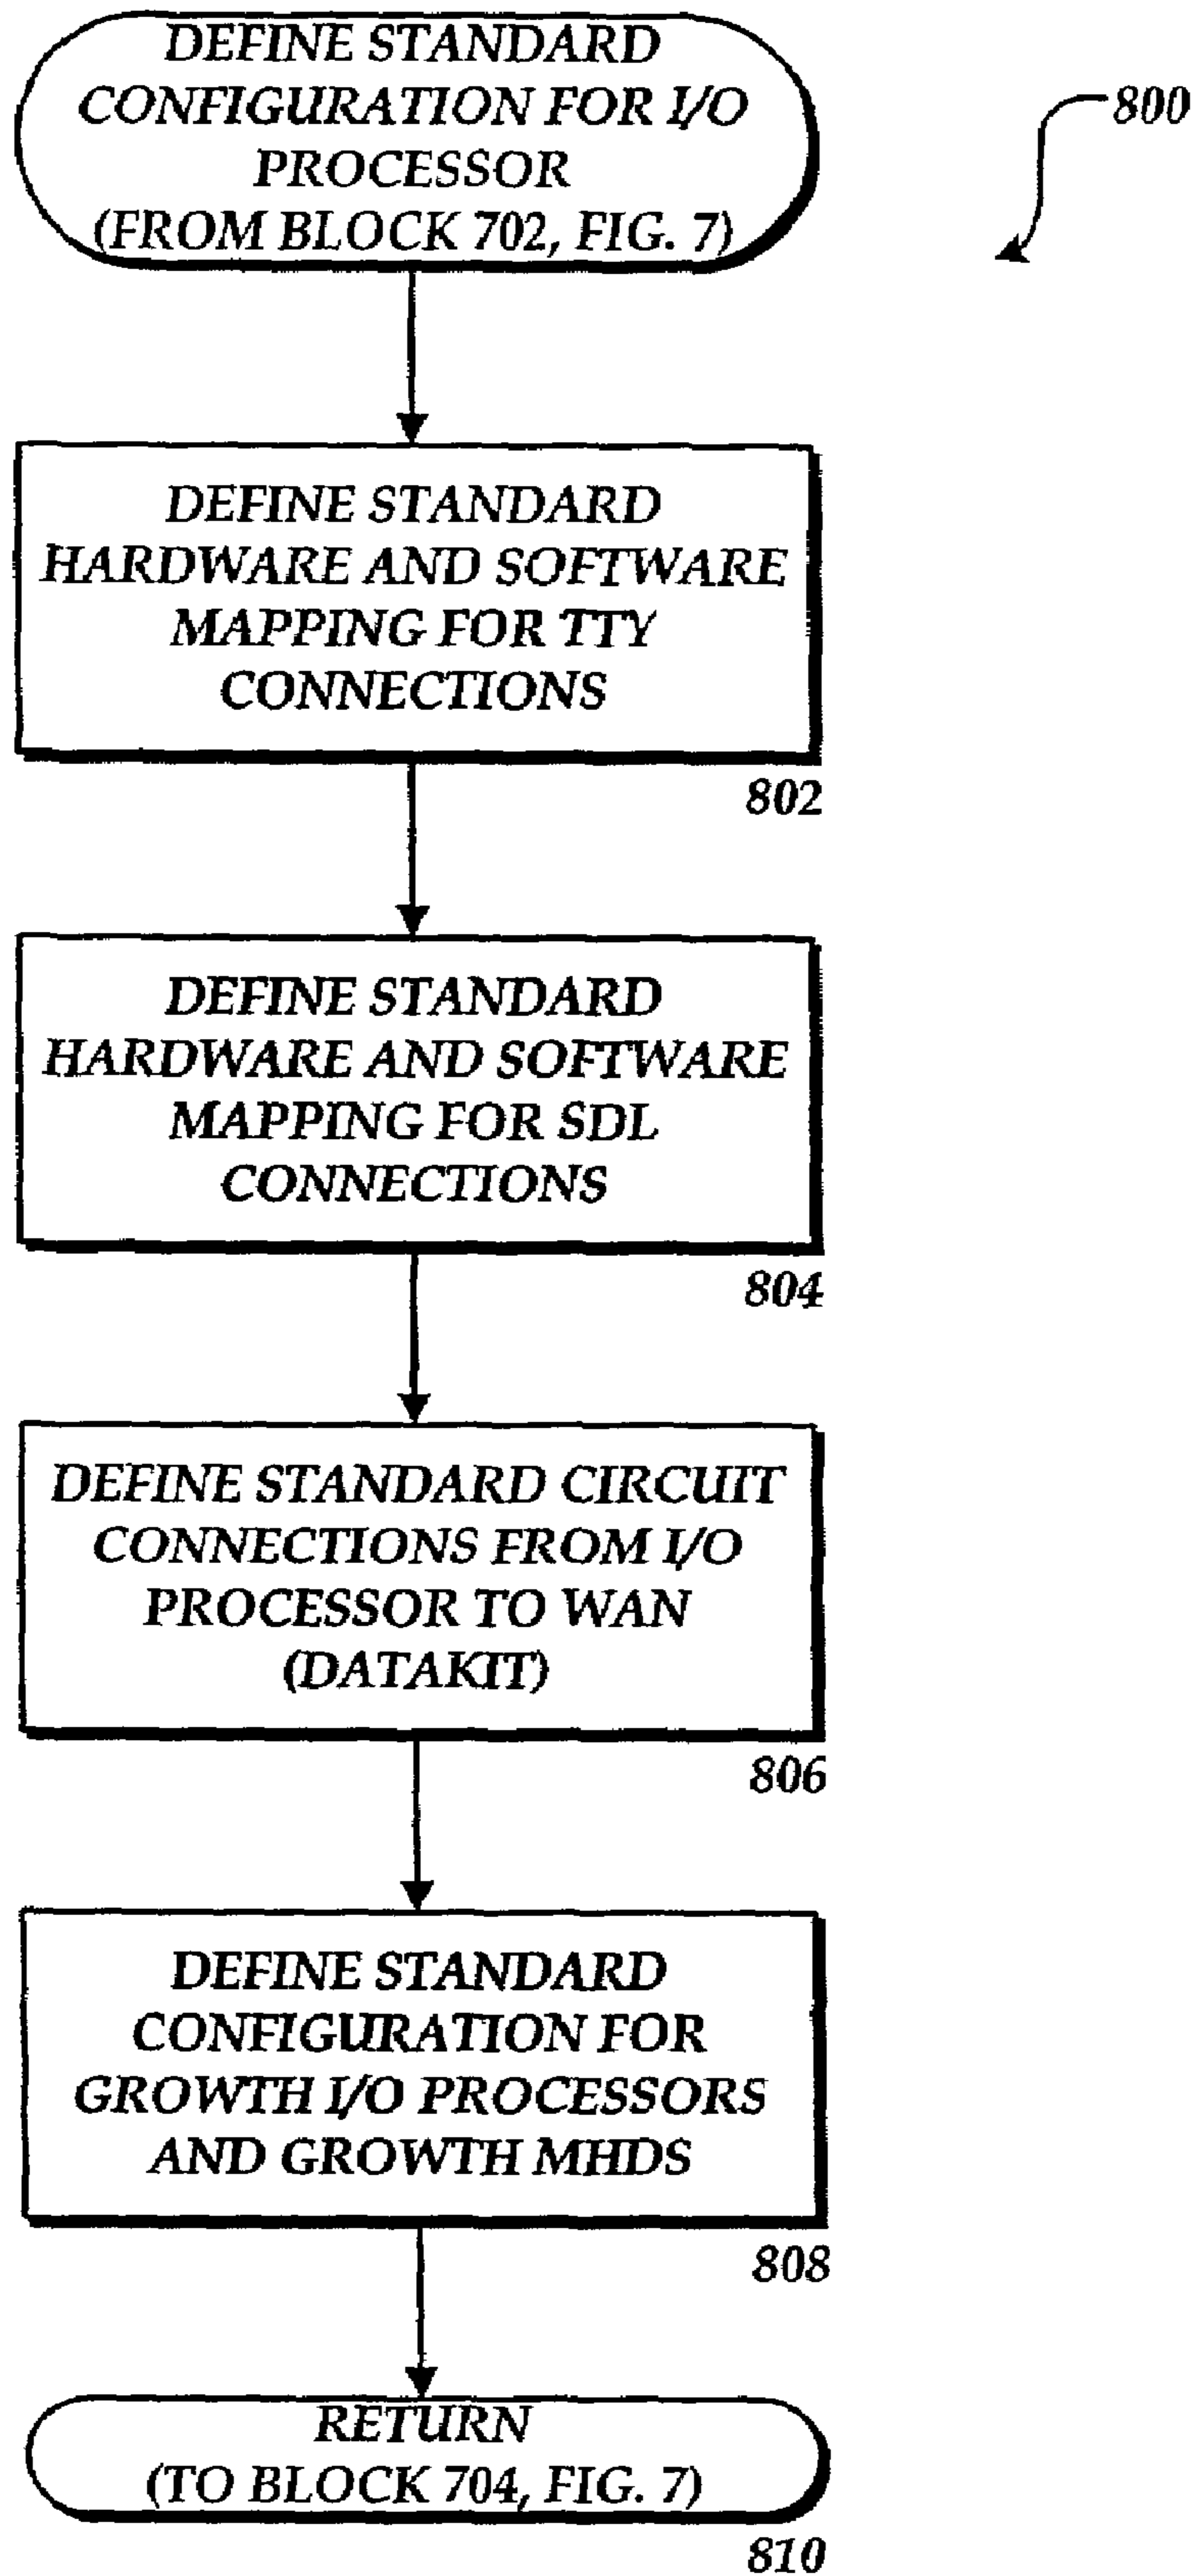 DEFINE STANDARD
CONFIGURATION FOR I/O
PROCESSOR
(FROM BLOCK 702, FIG. 7)
800
DEFINE STANDARD
HARDWARE AND SOFTWARE
MAPPING FOR TTY
CONNECTIONS
802
DEFINE STANDARD
HARDWARE AND SOFTWARE
MAPPING FOR SDL
CONNECTIONS
804
DEFINE STANDARD CIRCUIT
CONNECTIONS FROM I/O
PROCESSOR TO WAN
(DATAKIT)
806
DEFINE STANDARD
CONFIGURATION FOR
GROWTH I/O PROCESSORS
AND GROWTH MHDS
808
RETURN
(TO BLOCK 704, FIG. 7)
810